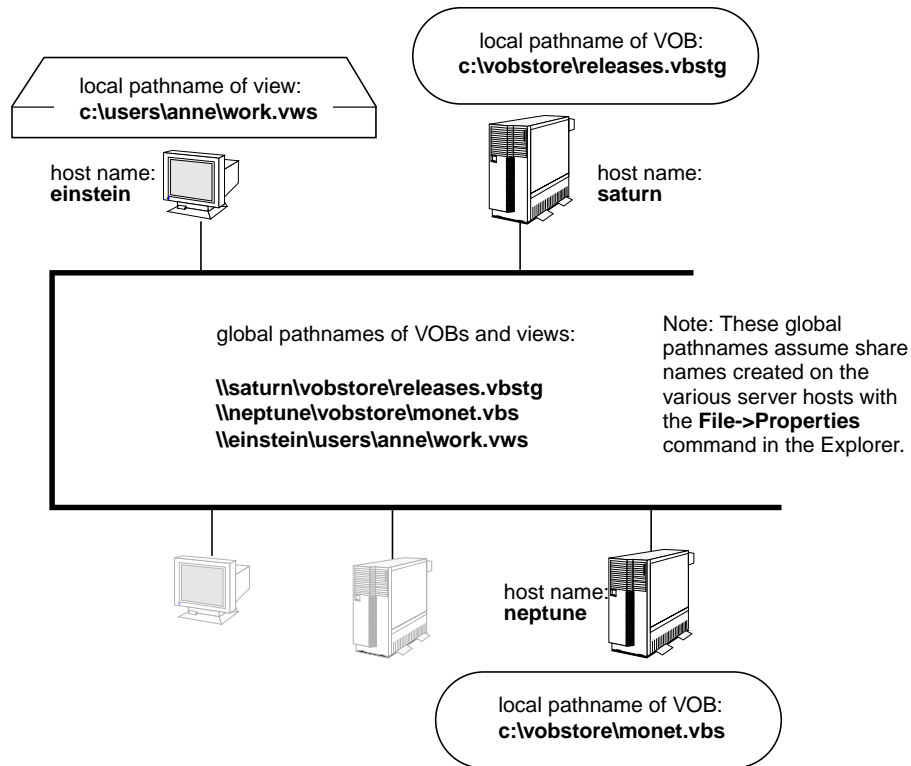 local pathname of VOB:
c:\vobstore\releases.vbstg
local pathname of view:
c:\users\anne\work.vws
host name:
einstein
host name:
saturn
global pathnames of VOBs and views:
\\saturn\vobstore\releases.vbstg
\\neptune\vobstore\monet.vbs
\\einstein\users\anne\work.vws
Note: These global
pathnames assume share
names created on the
various server hosts with
the File->Properties
command in the Explorer.
host name:
neptune
local pathname of VOB:
c:\vobstore\monet.vbs